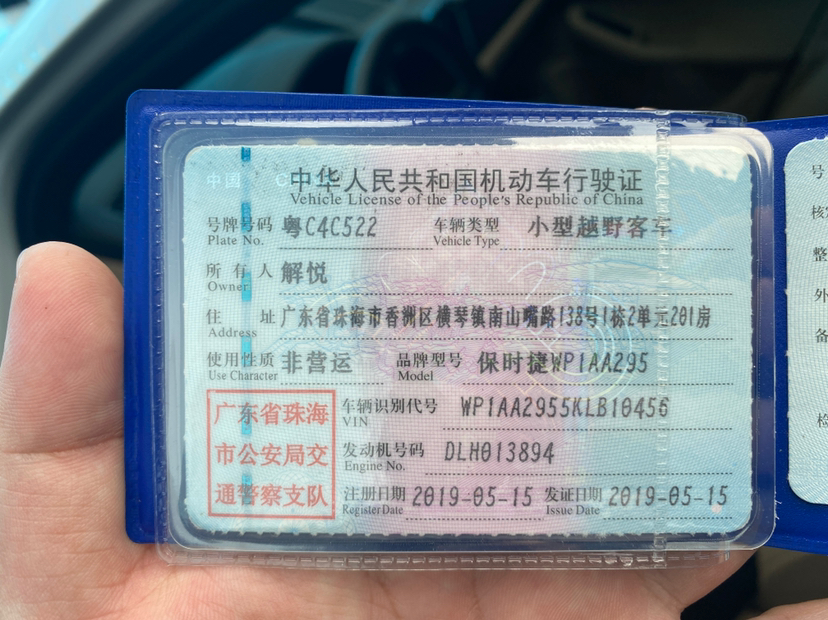 中国
中华人民共和国机动车行驶证
Vehicle License of the People's Republic of China
号牌号码 粤C4C522 车辆类型 小型越野客车
Plate No. Vehicle Type
所有人 解悦
Owner
住址 广东省珠海市香洲区横琴镇南山嘴路138号1栋2单元201房
Address
使用性质 非营运 品牌型号 保时捷WP1AA295
Use Character Model
广东省珠海
市公安局交
通警察支队
车辆识别代号 WP1AA2955KLB10456
VIN
发动机号码 DLH013894
Engine No.
注册日期 2019-05-15 发证日期 2019-05-15
Register Date Issue Date
号
核
整
外
备
检